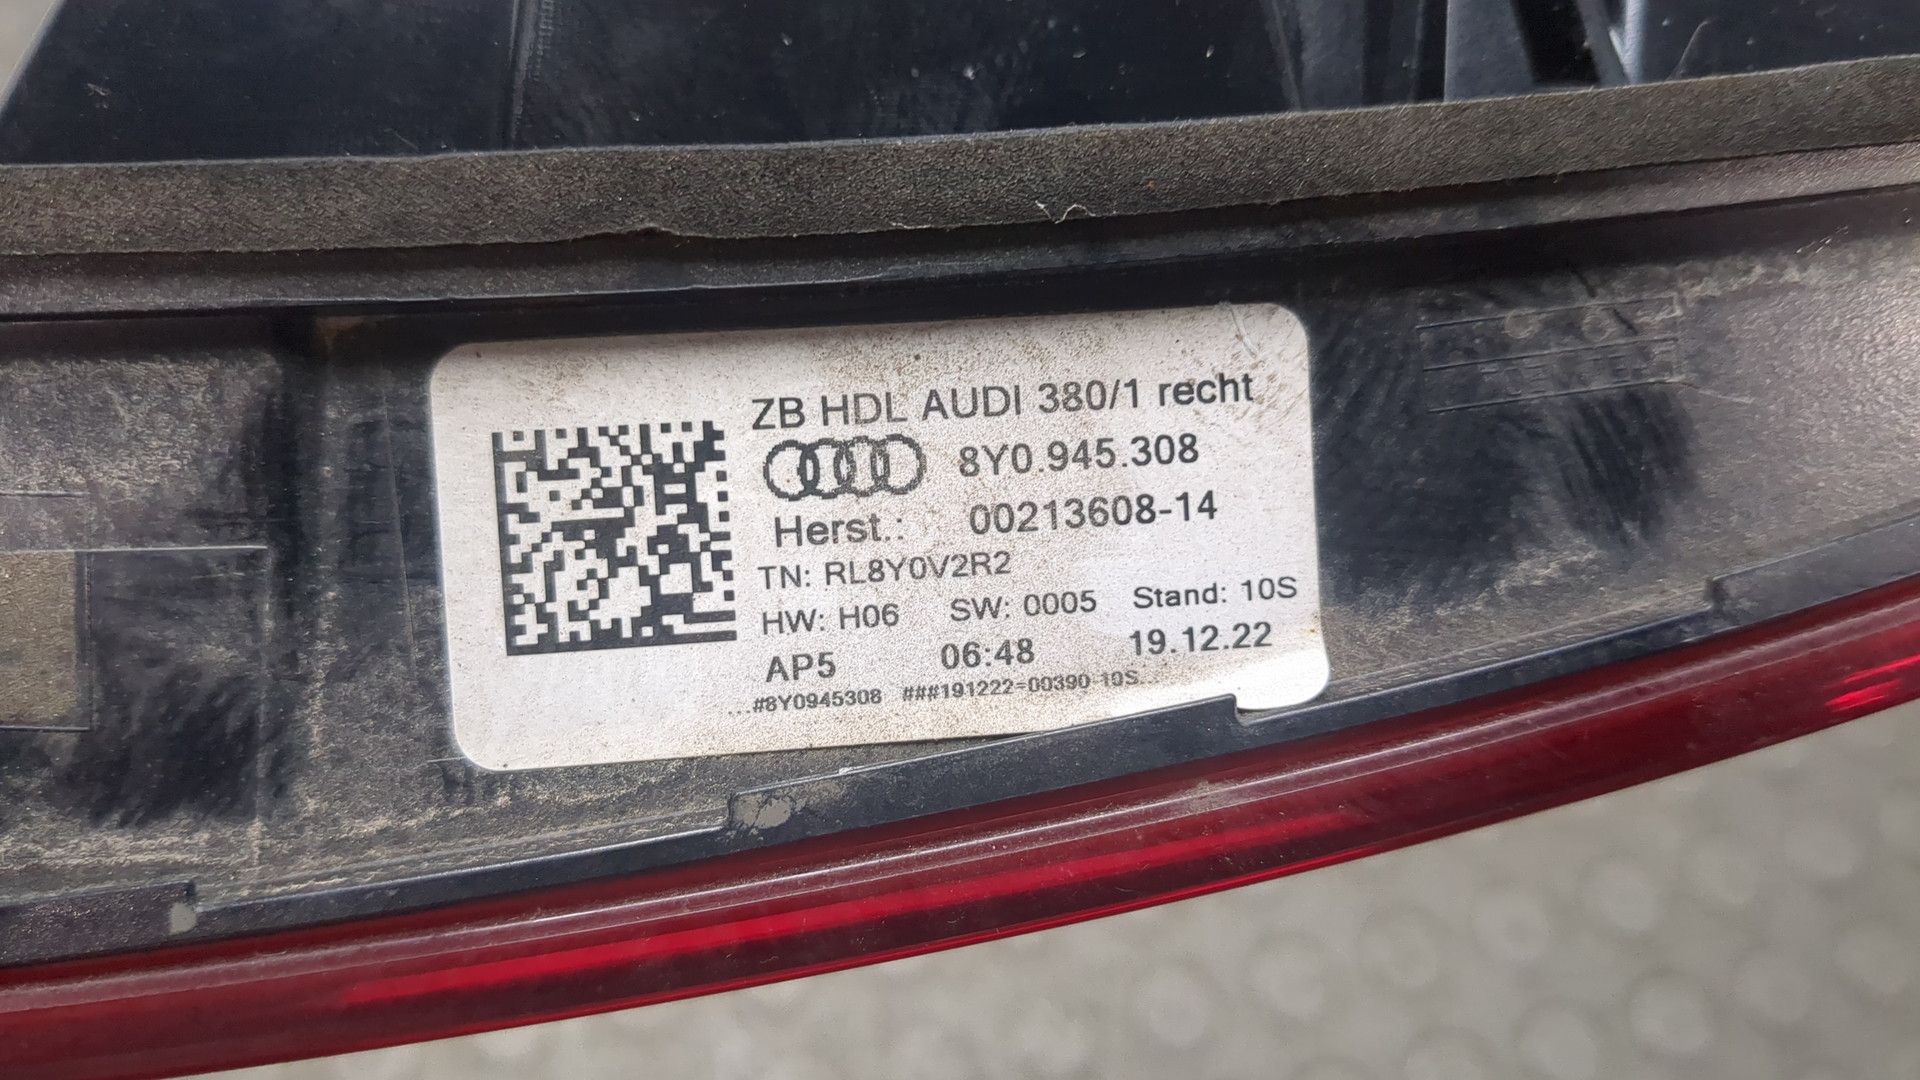 ZB HDL AUDI 380/1 recht
8Y0.945.308
Herst.: 00213608-14
TN: RL8Y0V2R2
HW: H06 SW: 0005 Stand: 10S
AP5 06:48 19.12.22
...#8Y0945308 ###191222=00390-10S...